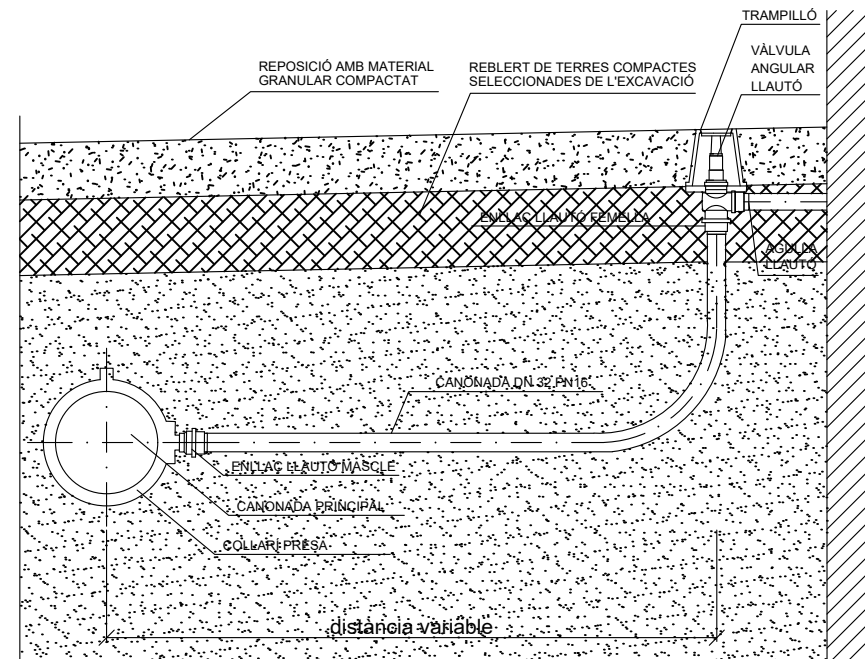 TRAMPILLÓ
VÀLVULA
ANGULAR
LLAUTÓ
REPOSICIÓ AMB MATERIAL
GRANULAR COMPACTAT
REBLERT DE TERRES COMPACTES
SELECCIONADES DE L'EXCAVACIÓ
ENLLAÇ LLAUTÓ FEMELLA
AGULLA
LLAUTÓ
CANONADA DN 32 PN16
ENLLAÇ LLAUTÓ MASCLE
CANONADA PRINCIPAL
COLLARÍ PRESA
distància variable